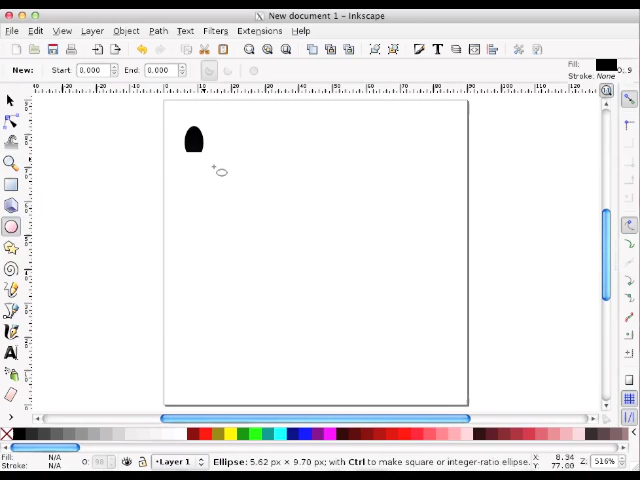 New document 1 – Inkscape
File Edit View Layer Object Path Text Filters Extensions Help
New: Start: 0.000 End: 0.000
Fill:
Stroke: None
O:.9
Fill: N/A
Stroke: N/A
O: 98
•Layer 1
Ellipse: 5.62 px × 9.70 px; with Ctrl to make square or integer-ratio ellipse.
X: 8.34
Y: 77.00
Z: 516%